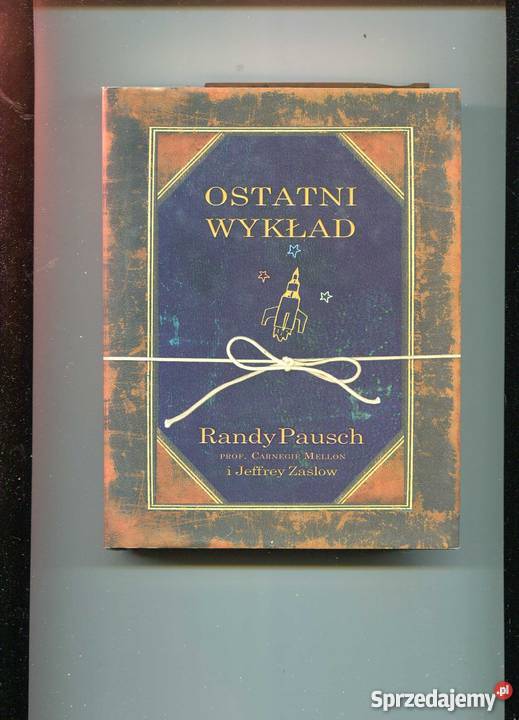 OSTATNI
WYKŁAD
Randy Pausch
PROF. CARNEGIE MELLON
i Jeffrey Zaslow
Sprzedajemy.pl